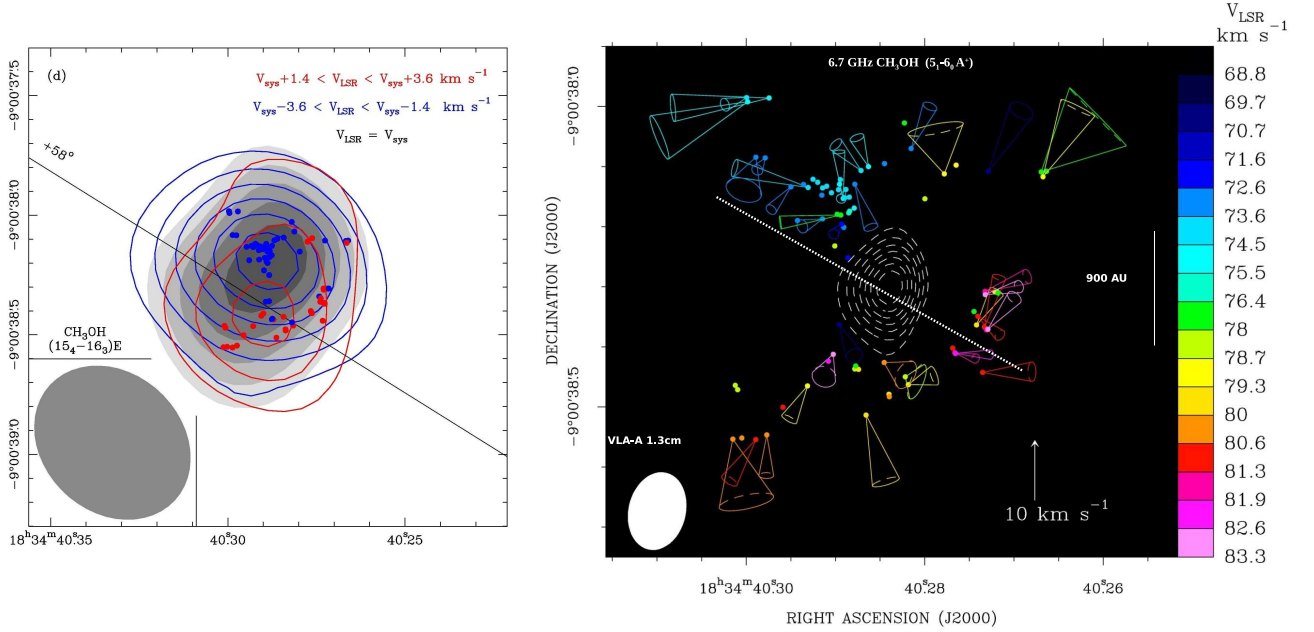 (d)
V_sys+1.4 < V_LSR < V_sys+3.6 km s⁻¹
V_sys−3.6 < V_LSR < V_sys−1.4 km s⁻¹
V_LSR = V_sys
+58°
CH₃OH
(15₄−16₃)E
−9°00'37!!5
−9°00'38!!0
−9°00'38!!5
−9°00'39!!0
18ʰ34ᵐ40ˢ.35
40ˢ.30
40ˢ.25
6.7 GHz CH₃OH (5₁-6₀ A⁺)
900 AU
VLA-A 1.3cm
10 km s⁻¹
DECLINATION (J2000)
−9°00'38!!0
−9°00'38!!5
18ʰ34ᵐ40ˢ.30
40ˢ.28
40ˢ.26
RIGHT ASCENSION (J2000)
V_LSR
km s⁻¹
68.8
69.7
70.7
71.6
72.6
73.6
74.5
75.5
76.4
78
78.7
79.3
80
80.6
81.3
81.9
82.6
83.3